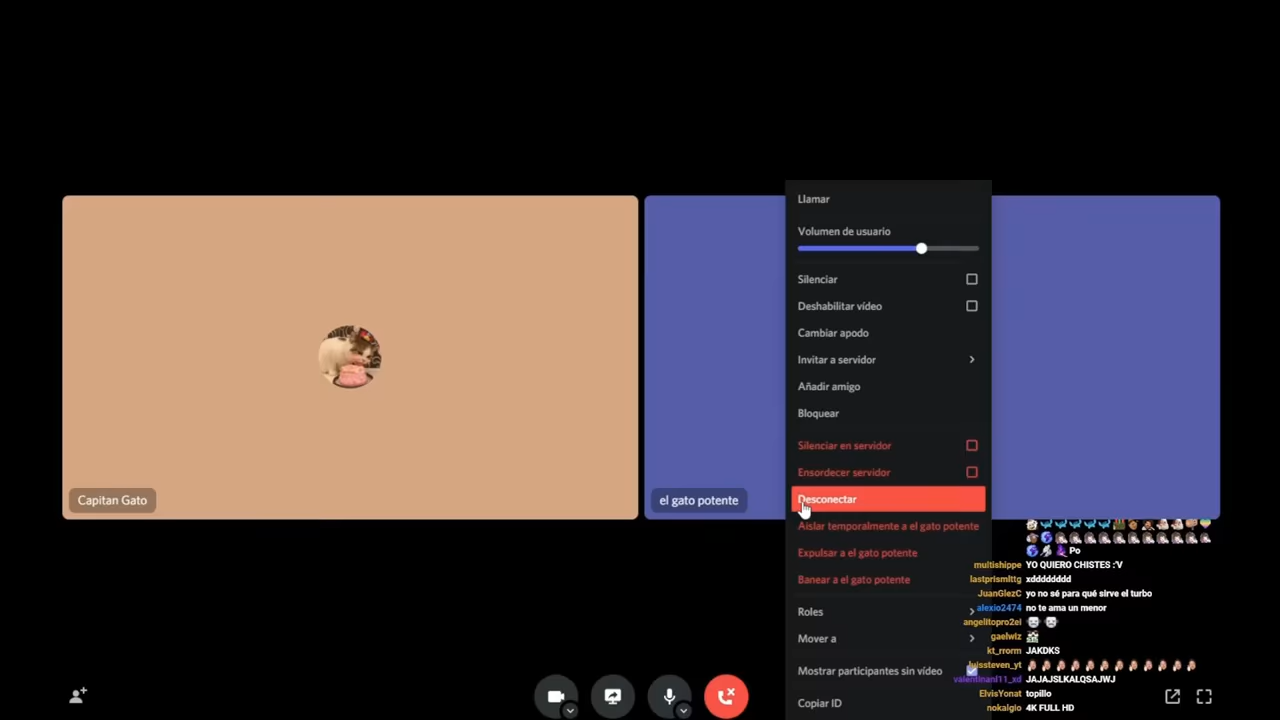 Llamar
Volumen de usuario
Silenciar
Deshabilitar vídeo
Cambiar apodo
Invitar a servidor
Añadir amigo
Bloquear
Silenciar en servidor
Ensordecer servidor
Desconectar
Aislar temporalmente a el gato potente
Expulsar a el gato potente
Banear a el gato potente
Roles
Mover a
Mostrar participantes sin vídeo
Copiar ID
Capitan Gato
el gato potente
Po
multishippe YO QUIERO CHISTES :V
lastprismlttg xdddddddd
JuanGlezC yo no sé para qué sirve el turbo
alexio2474 no te ama un menor
angelitopro2el
gaelwiz
kt_rrorm JAKDKS
luissteven_yt
valentinanl11_xd JAJAJSLKALQSAJWJ
ElvisYonat topillo
nokalgio 4K FULL HD